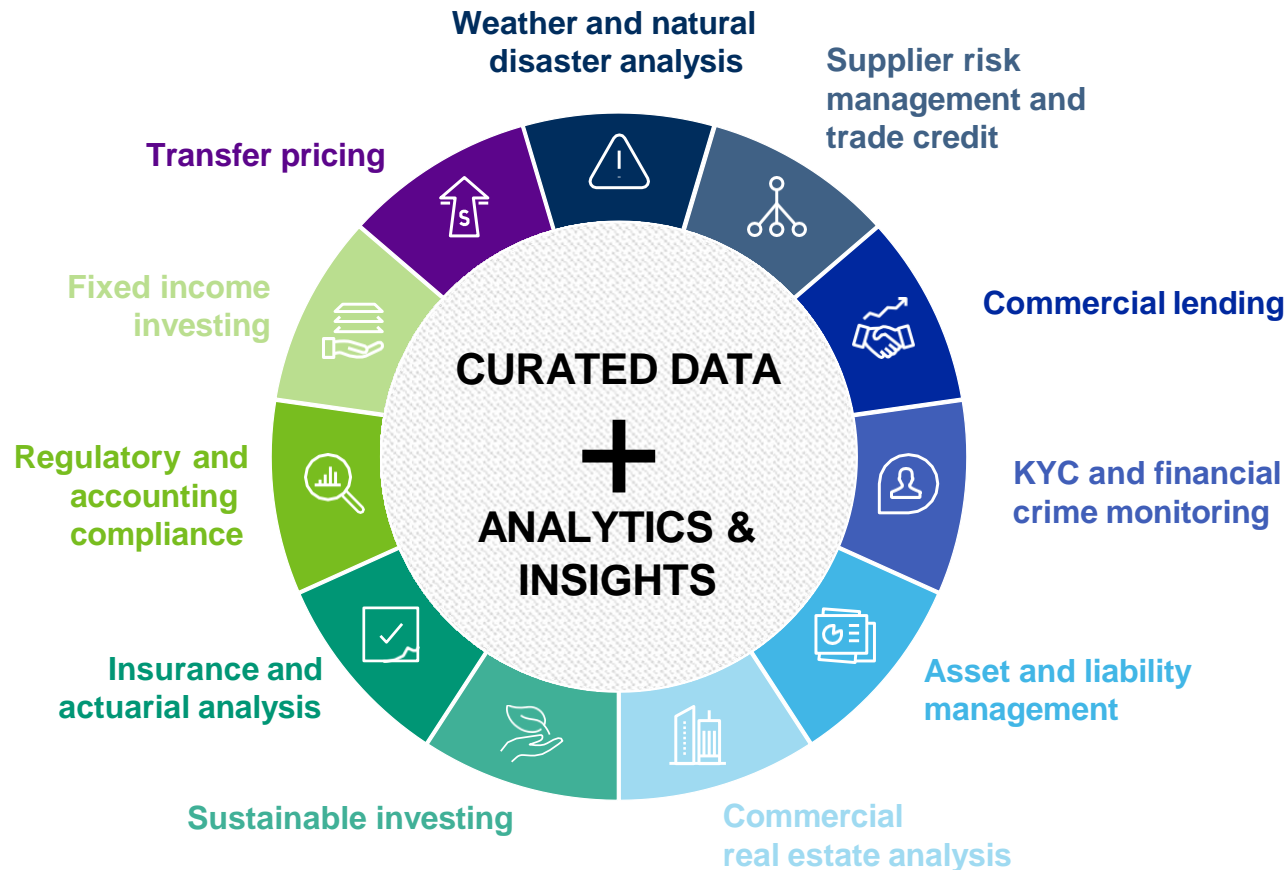 Weather and natural
disaster analysis
Supplier risk
management and
trade credit
Commercial lending
KYC and financial
crime monitoring
Asset and liability
management
Commercial
real estate analysis
Sustainable investing
Insurance and
actuarial analysis
Regulatory and
accounting
compliance
Fixed income
investing
Transfer pricing
S
CURATED DATA
+
ANALYTICS &
INSIGHTS